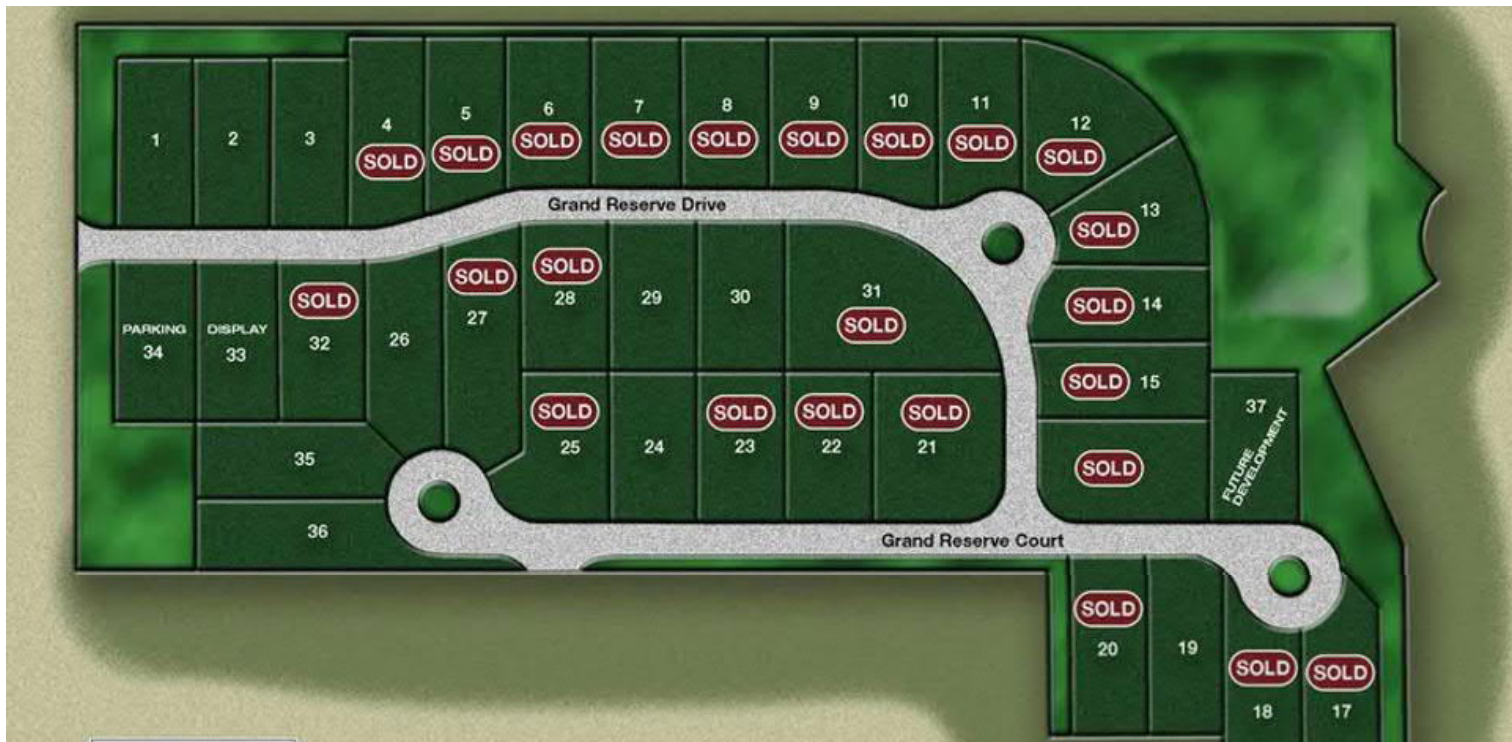 1
2
3
4
SOLD
5
SOLD
6
SOLD
7
SOLD
8
SOLD
9
SOLD
10
SOLD
11
SOLD
12
SOLD
Grand Reserve Drive
13
SOLD
SOLD 14
SOLD 15
SOLD
PARKING
34
DISPLAY
33
SOLD
32
26
SOLD
27
SOLD
28
29
30
31
SOLD
SOLD
25
24
SOLD
23
SOLD
22
SOLD
21
37
FUTURE
DEVELOPMENT
35
36
Grand Reserve Court
SOLD
20
19
SOLD
18
SOLD
17